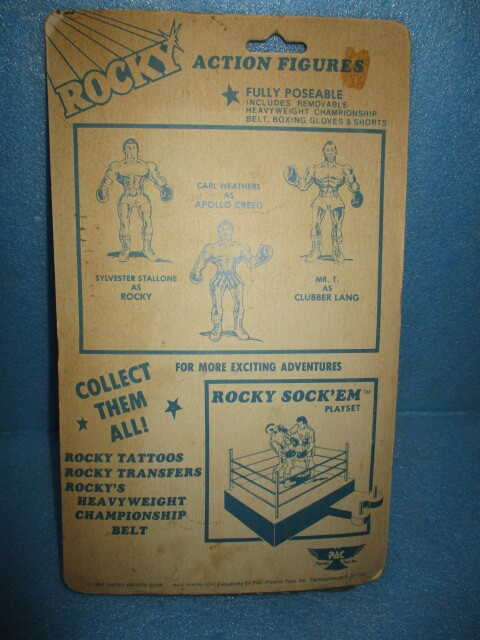 ROCKY
ACTION FIGURES
FULLY POSEABLE
INCLUDES REMOVABLE
HEAVYWEIGHT CHAMPIONSHIP
BELT, BOXING GLOVES & SHORTS
CARL WEATHERS
AS
APOLLO CREED
SYLVESTER STALLONE
AS
ROCKY
MR. T.
AS
CLUBBER LANG
FOR MORE EXCITING ADVENTURES
COLLECT
THEM
ALL!
ROCKY TATTOOS
ROCKY TRANSFERS
ROCKY'S
HEAVYWEIGHT
CHAMPIONSHIP
BELT
ROCKY SOCK'EM™
PLAYSET
PAC